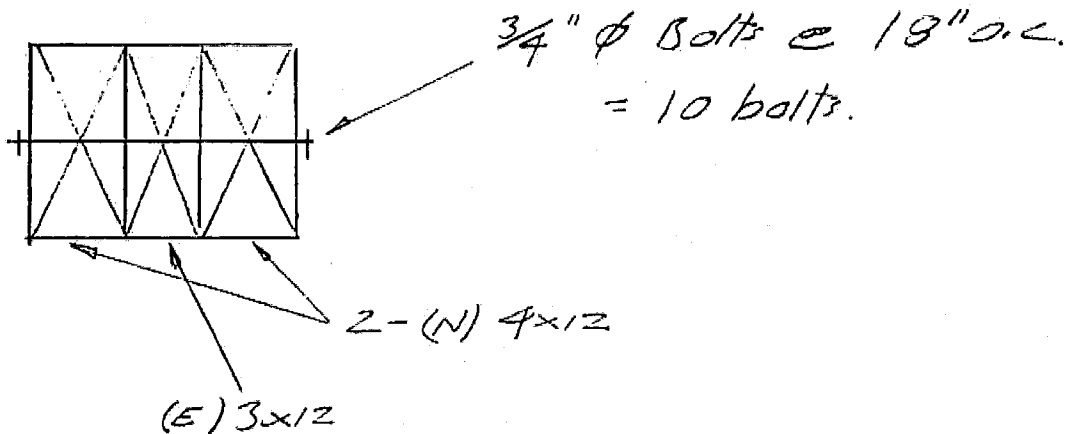 3/4" ø Bolts @ 18" o.c.
= 10 bolts.
2-(N) 4x12
(E) 3x12